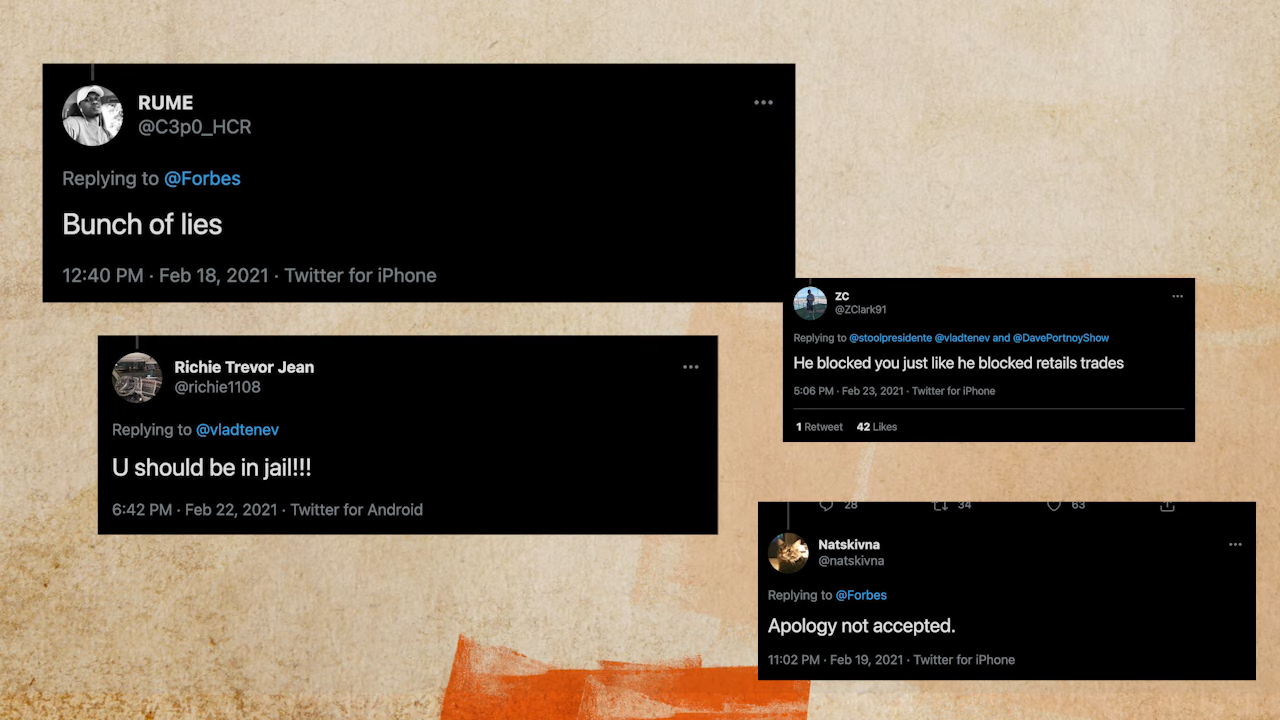 RUME
@C3p0_HCR
Replying to @Forbes
Bunch of lies
12:40 PM · Feb 18, 2021 · Twitter for iPhone
Richie Trevor Jean
@richie1108
Replying to @vladtenev
U should be in jail!!!
6:42 PM · Feb 22, 2021 · Twitter for Android
ZC
@ZClark91
Replying to @stoolpresidente @vladtenev and @DavePortnoyShow
He blocked you just like he blocked retails trades
5:06 PM · Feb 23, 2021 · Twitter for iPhone
1 Retweet 42 Likes
28 34 63
Natskivna
@natskivna
Replying to @Forbes
Apology not accepted.
11:02 PM · Feb 19, 2021 · Twitter for iPhone